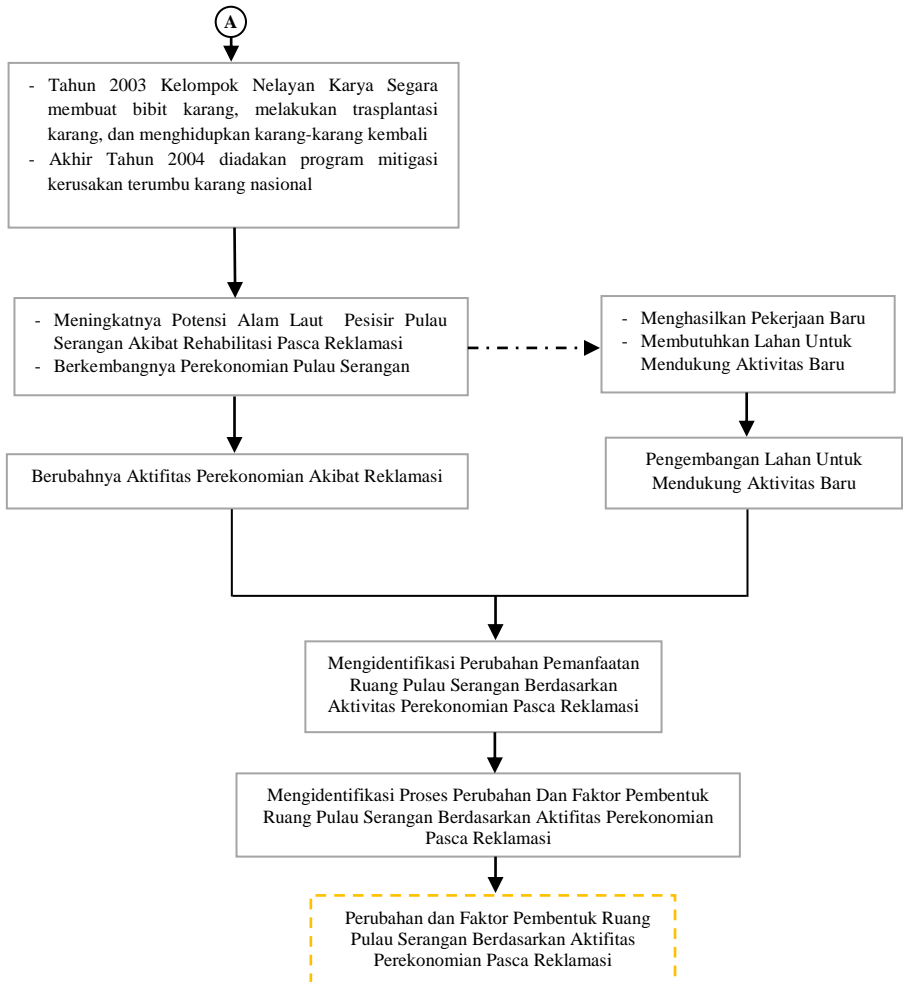 A
- Tahun 2003 Kelompok Nelayan Karya Segara
membuat bibit karang, melakukan trasplantasi
karang, dan menghidupkan karang-karang kembali
- Akhir Tahun 2004 diadakan program mitigasi
kerusakan terumbu karang nasional
- Meningkatnya Potensi Alam Laut Pesisir Pulau
Serangan Akibat Rehabilitasi Pasca Reklamasi
- Berkembangnya Perekonomian Pulau Serangan
- Menghasilkan Pekerjaan Baru
- Membutuhkan Lahan Untuk
Mendukung Aktivitas Baru
Berubahnya Aktifitas Perekonomian Akibat Reklamasi
Pengembangan Lahan Untuk
Mendukung Aktivitas Baru
Mengidentifikasi Perubahan Pemanfaatan
Ruang Pulau Serangan Berdasarkan
Aktivitas Perekonomian Pasca Reklamasi
Mengidentifikasi Proses Perubahan Dan Faktor Pembentuk
Ruang Pulau Serangan Berdasarkan Aktifitas Perekonomian
Pasca Reklamasi
Perubahan dan Faktor Pembentuk Ruang
Pulau Serangan Berdasarkan Aktifitas
Perekonomian Pasca Reklamasi